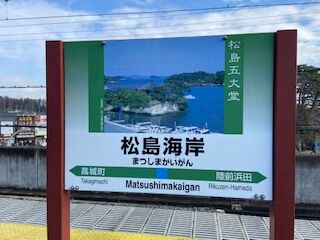 松島五大堂
松島海岸
まつしまかいがん
高城町
Takagimachi
Matsushimakaigan
陸前浜田
Rikuzen-Hamada